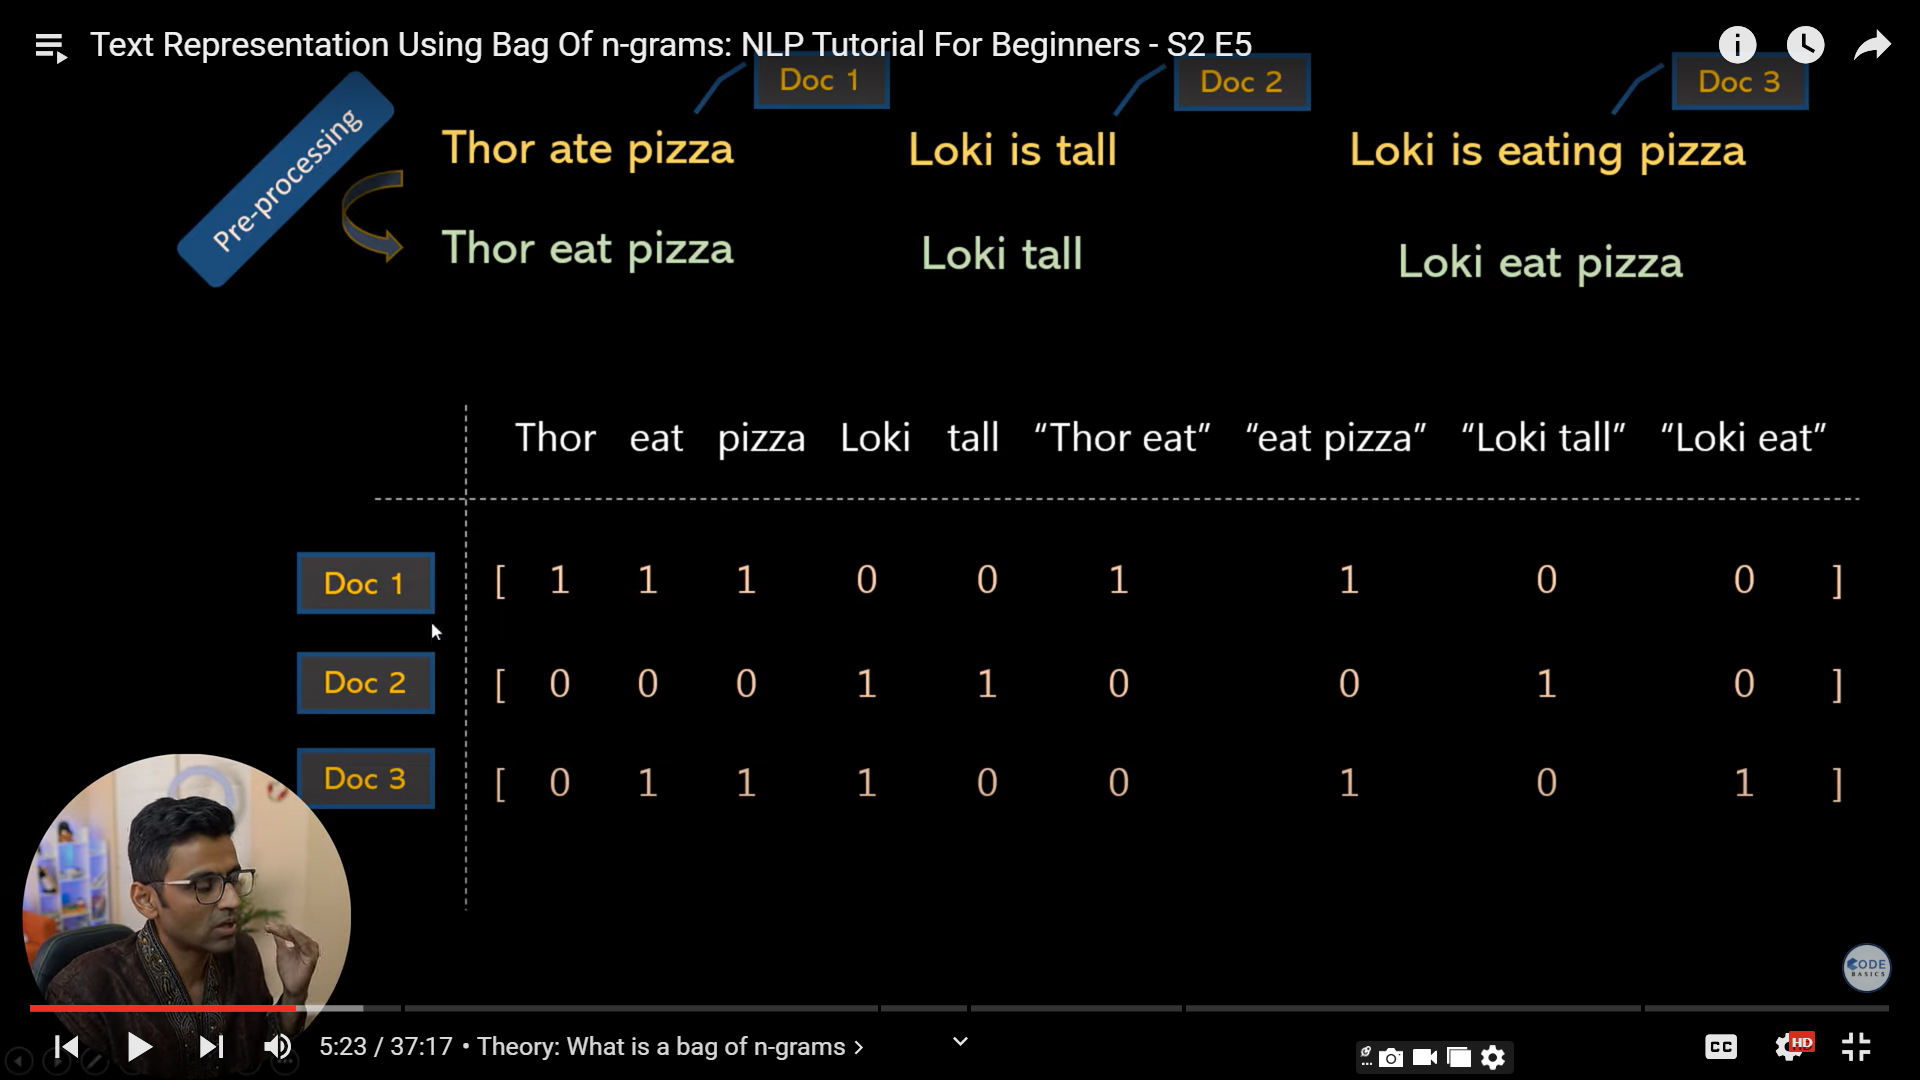 Text Representation Using Bag Of n-grams: NLP Tutorial For Beginners - S2 E5
Doc 1 Doc 2 Doc 3
Pre-processing
Thor ate pizza Loki is tall Loki is eating pizza
Thor eat pizza Loki tall Loki eat pizza
Thor eat pizza Loki tall “Thor eat” “eat pizza” “Loki tall” “Loki eat”
Doc 1 [ 1 1 1 0 0 1 1 0 0 ]
Doc 2 [ 0 0 0 1 1 0 0 1 0 ]
Doc 3 [ 0 1 1 1 0 0 1 0 1 ]
CODE
BASICS
5:23 / 37:17 • Theory: What is a bag of n-grams
CC HD